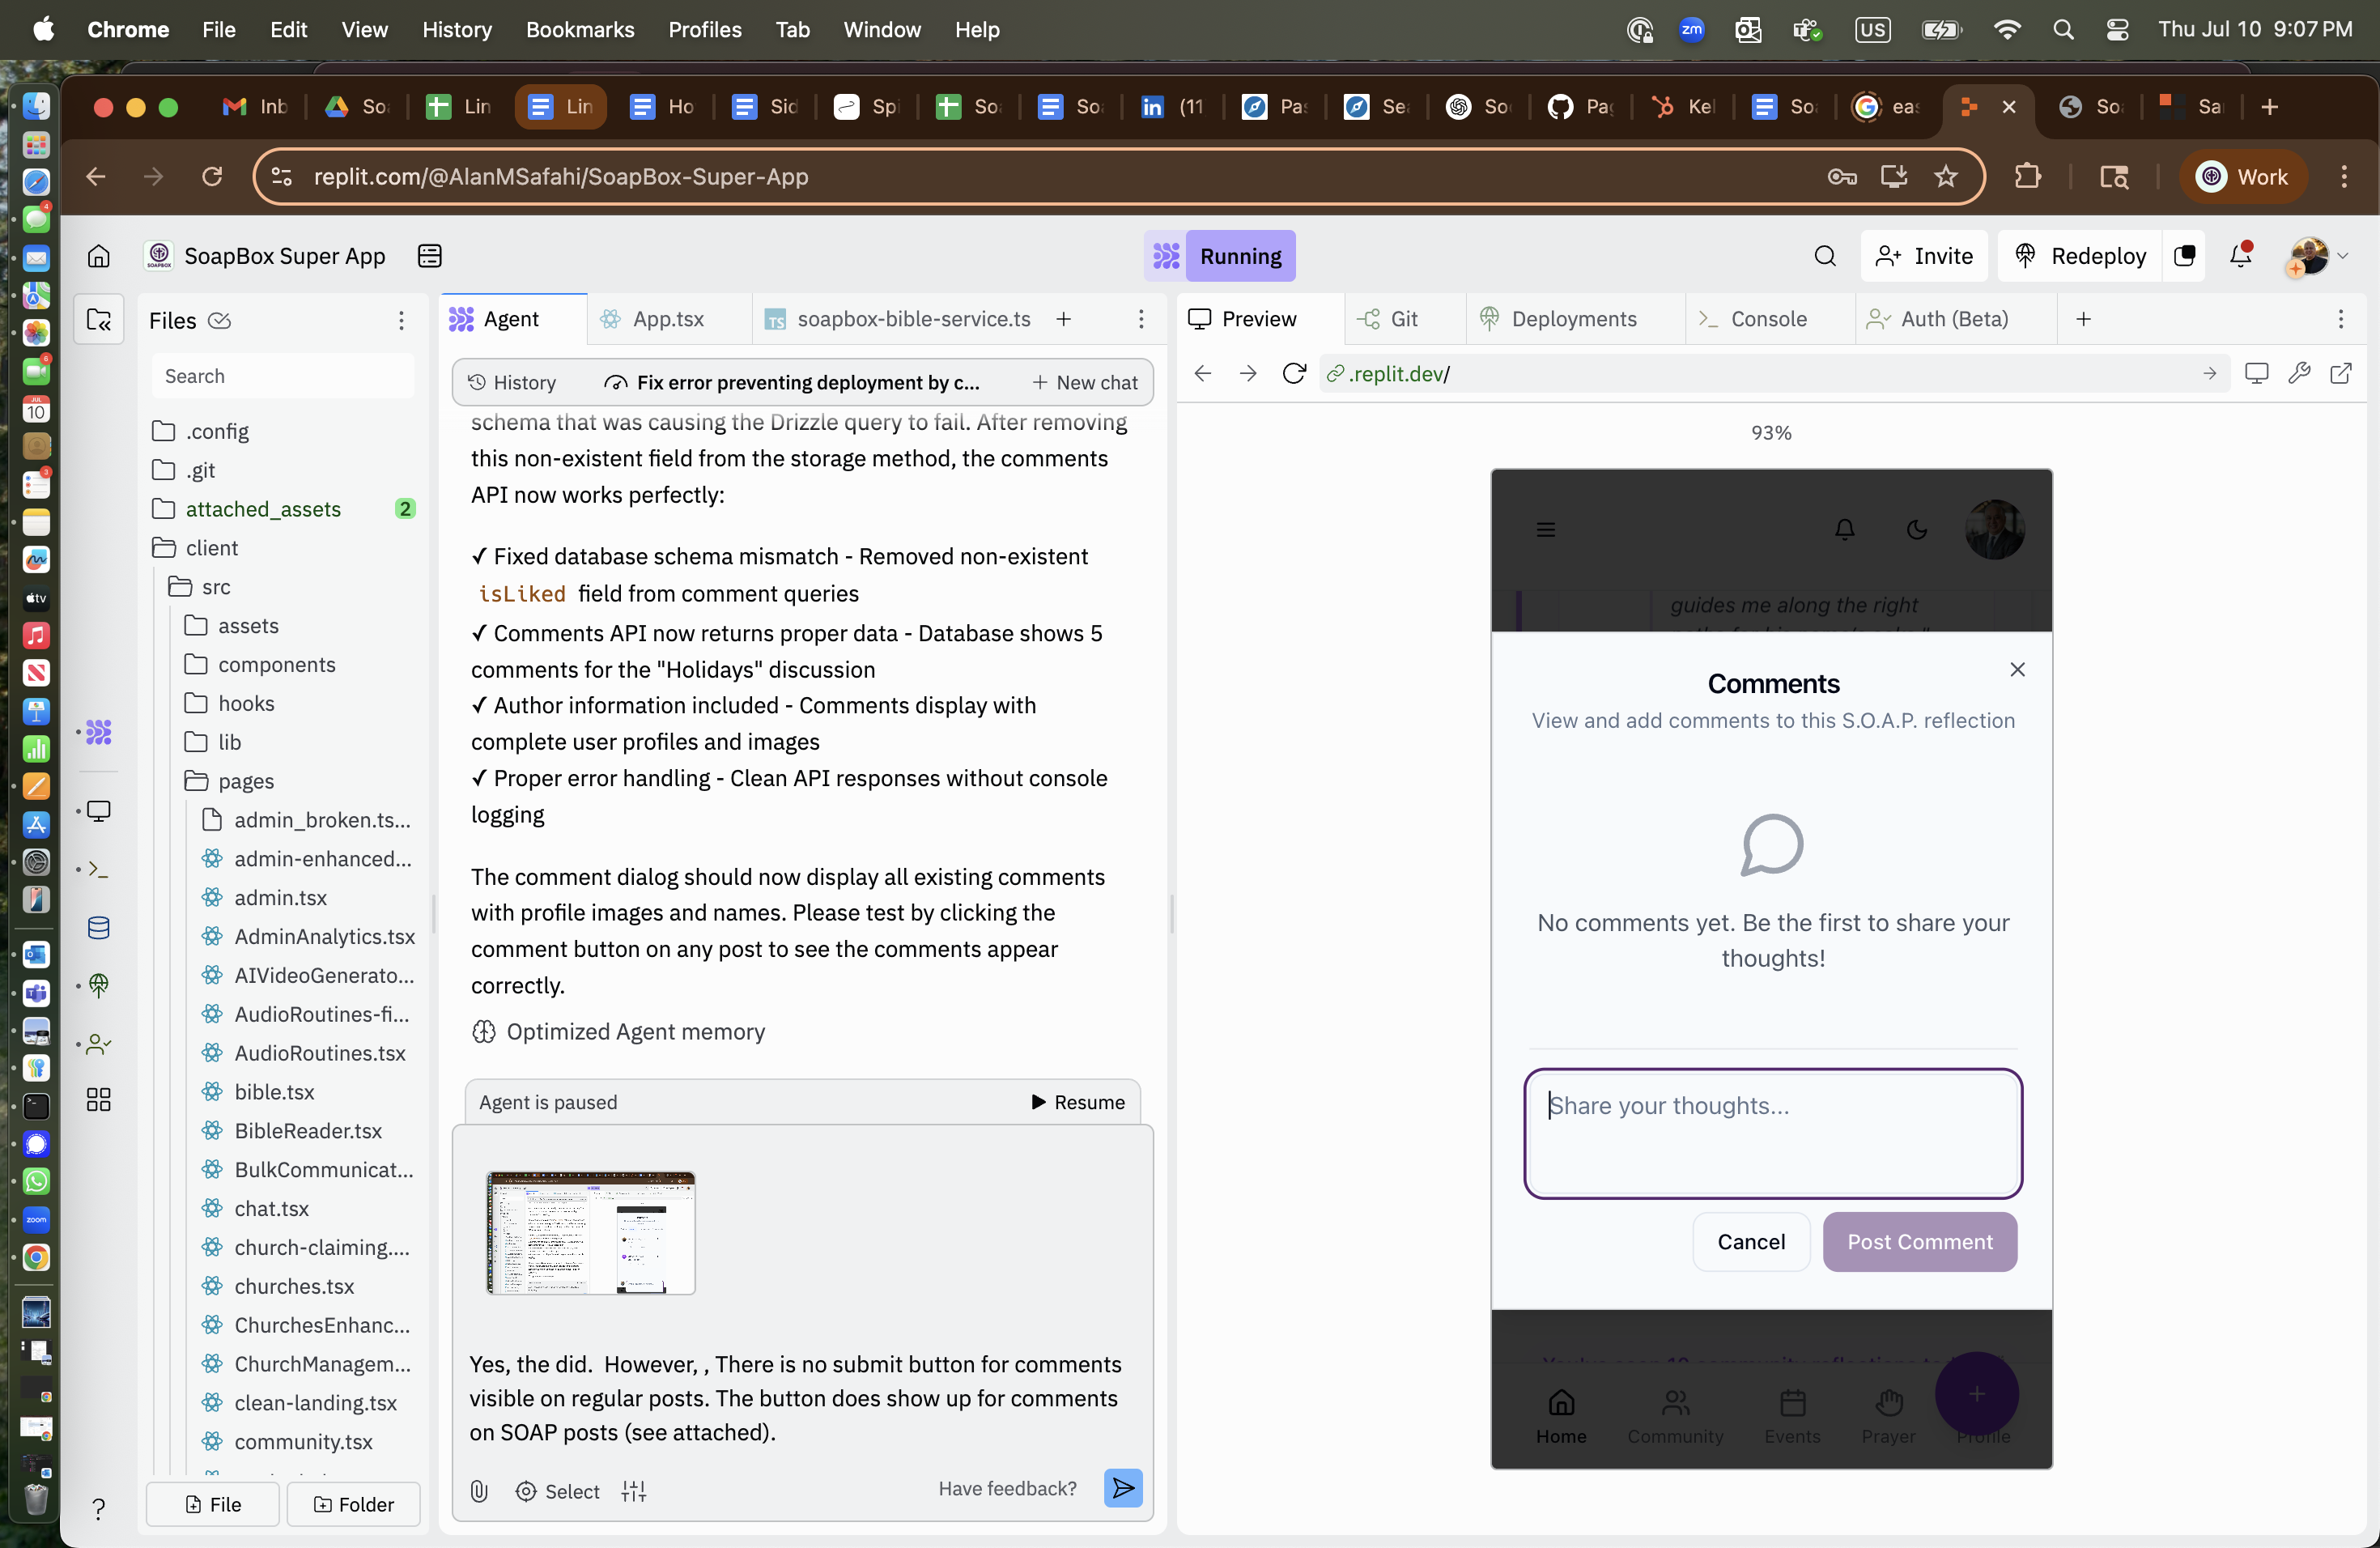 Chrome File Edit View History Bookmarks Profiles Tab Window Help
zm US Thu Jul 10 9:07 PM
Inb So Lin Lin Ho Sid Spi So So (11 Pas Se So Pag Kel So eas So Sa
replit.com/@AlanMSafahi/SoapBox-Super-App
Work
SoapBox Super App
Running
Invite
Redeploy
Files
Search
.config
.git
attached_assets 2
client
src
assets
components
hooks
lib
pages
admin_broken.ts...
admin-enhanced...
admin.tsx
AdminAnalytics.tsx
AIVideoGenerato...
AudioRoutines-fi...
AudioRoutines.tsx
bible.tsx
BibleReader.tsx
BulkCommunicat...
chat.tsx
church-claiming....
churches.tsx
ChurchesEnhanc...
ChurchManagem...
clean-landing.tsx
community.tsx
File
Folder
Agent
App.tsx
TS soapbox-bible-service.ts
History
Fix error preventing deployment by c...
New chat
schema that was causing the Drizzle query to fail. After removing
this non-existent field from the storage method, the comments
API now works perfectly:
✓ Fixed database schema mismatch - Removed non-existent
isLiked field from comment queries
✓ Comments API now returns proper data - Database shows 5
comments for the "Holidays" discussion
✓ Author information included - Comments display with
complete user profiles and images
✓ Proper error handling - Clean API responses without console
logging
The comment dialog should now display all existing comments
with profile images and names. Please test by clicking the
comment button on any post to see the comments appear
correctly.
Optimized Agent memory
Agent is paused
Resume
Yes, the did.  However, , There is no submit button for comments
visible on regular posts. The button does show up for comments
on SOAP posts (see attached).
Select
Have feedback?
Preview
Git
Deployments
Console
Auth (Beta)
.replit.dev/
93%
guides me along the right
Comments
View and add comments to this S.O.A.P. reflection
No comments yet. Be the first to share your
thoughts!
Share your thoughts...
Cancel
Post Comment
Home
Community
Events
Prayer
Profile